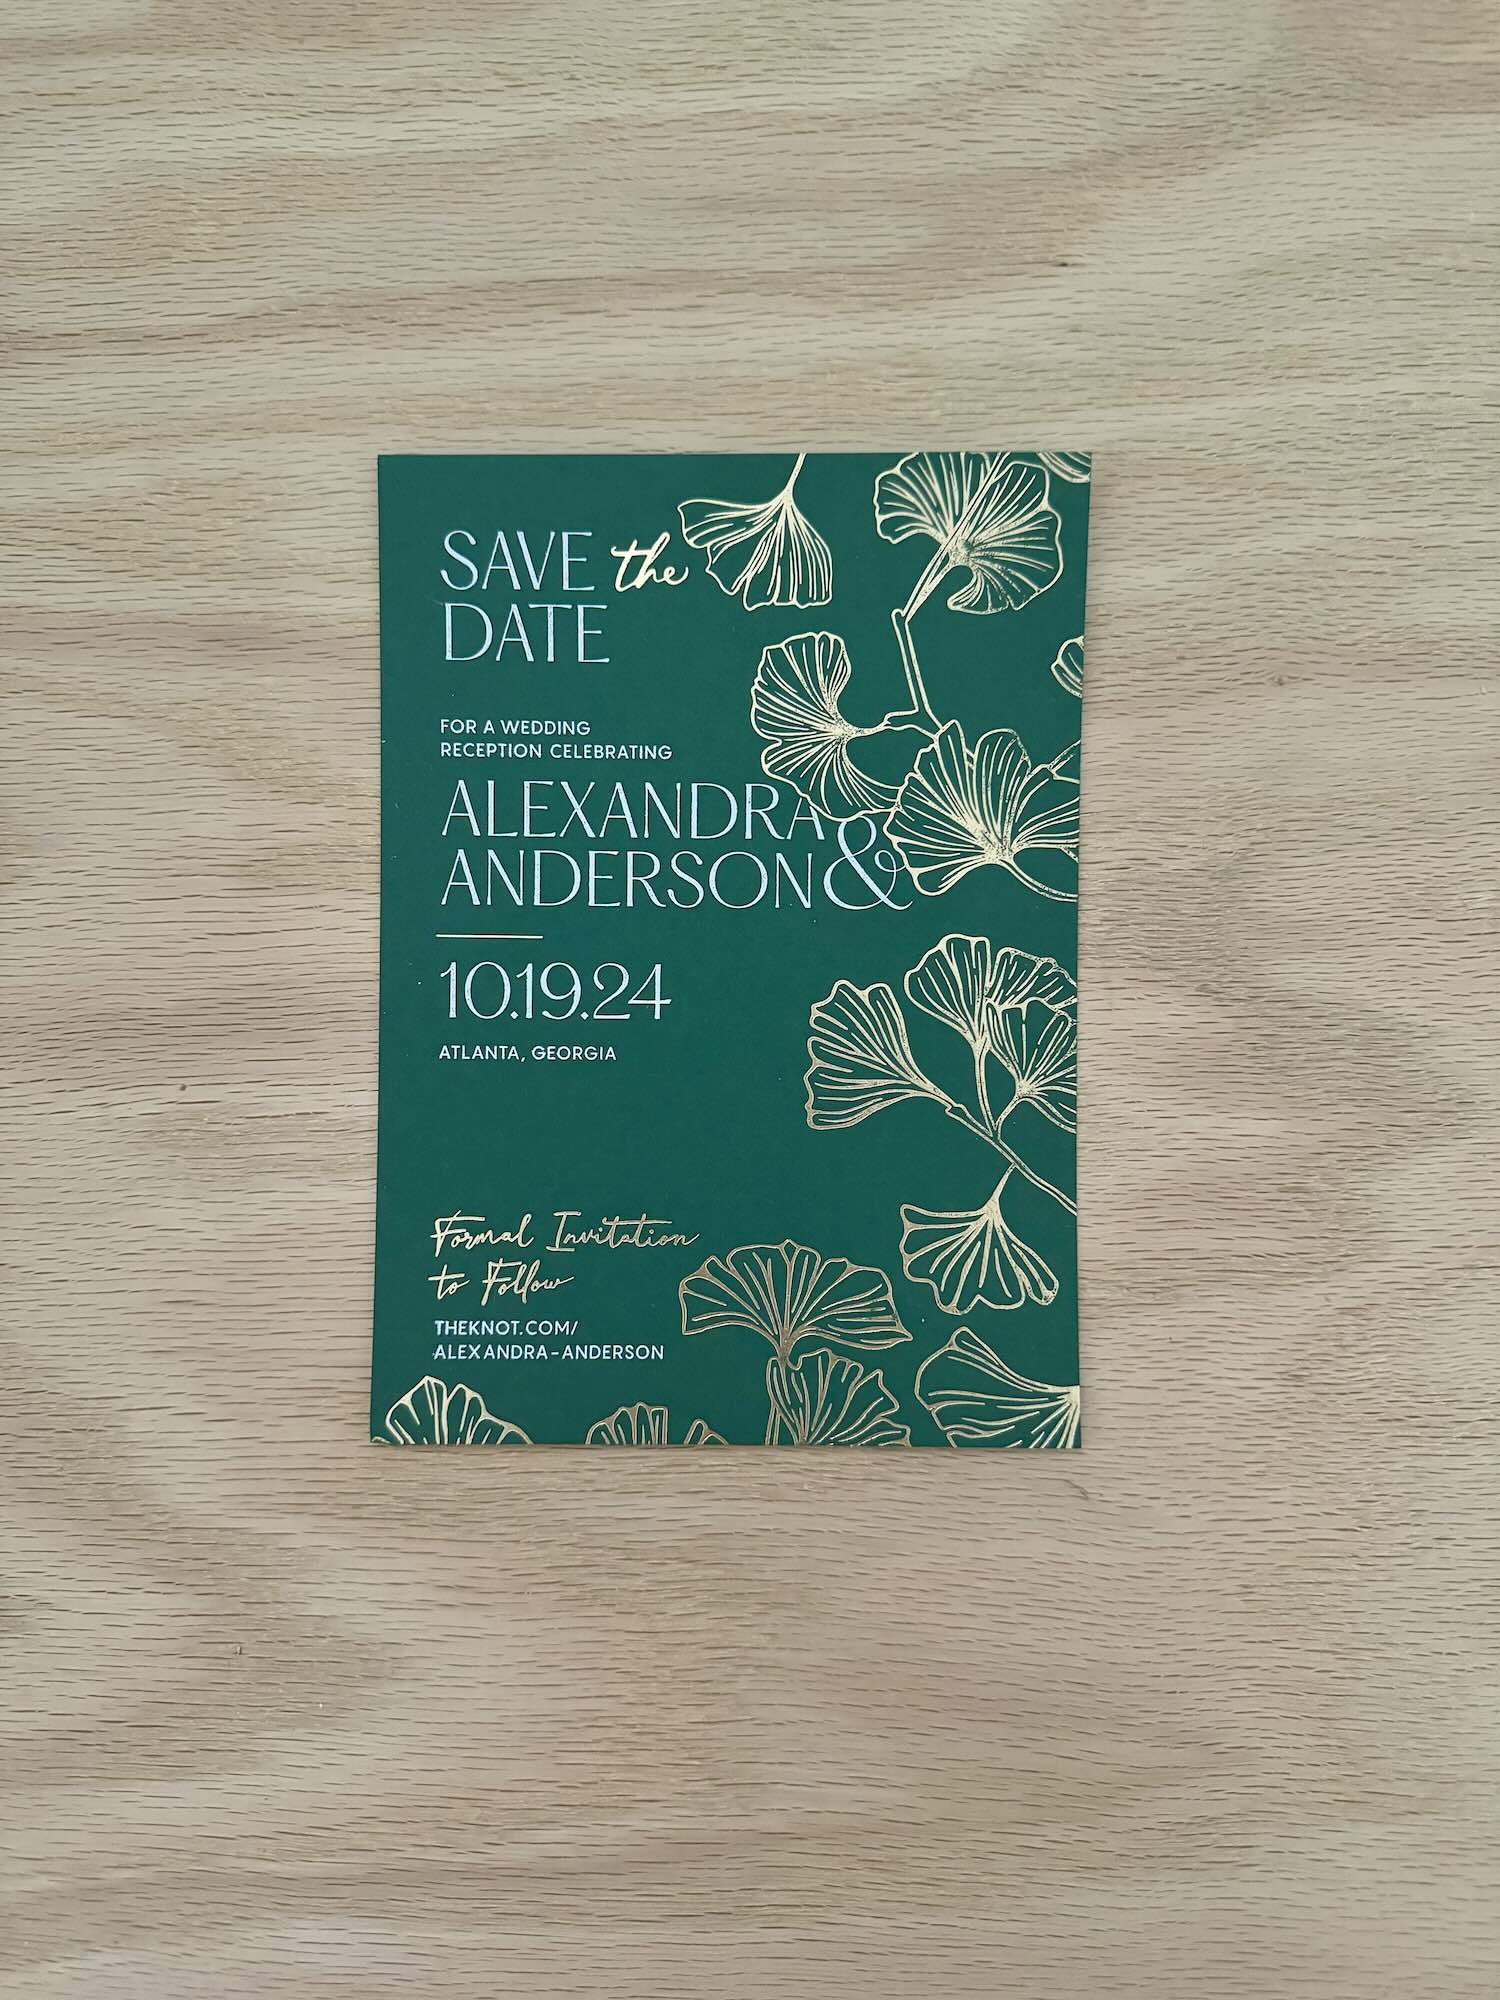 SAVE the
DATE
FOR A WEDDING
RECEPTION CELEBRATING
ALEXANDRA
ANDERSON &
10.19.24
ATLANTA, GEORGIA
Formal Invitation
to Follow
THEKNOT.COM/
ALEXANDRA-ANDERSON